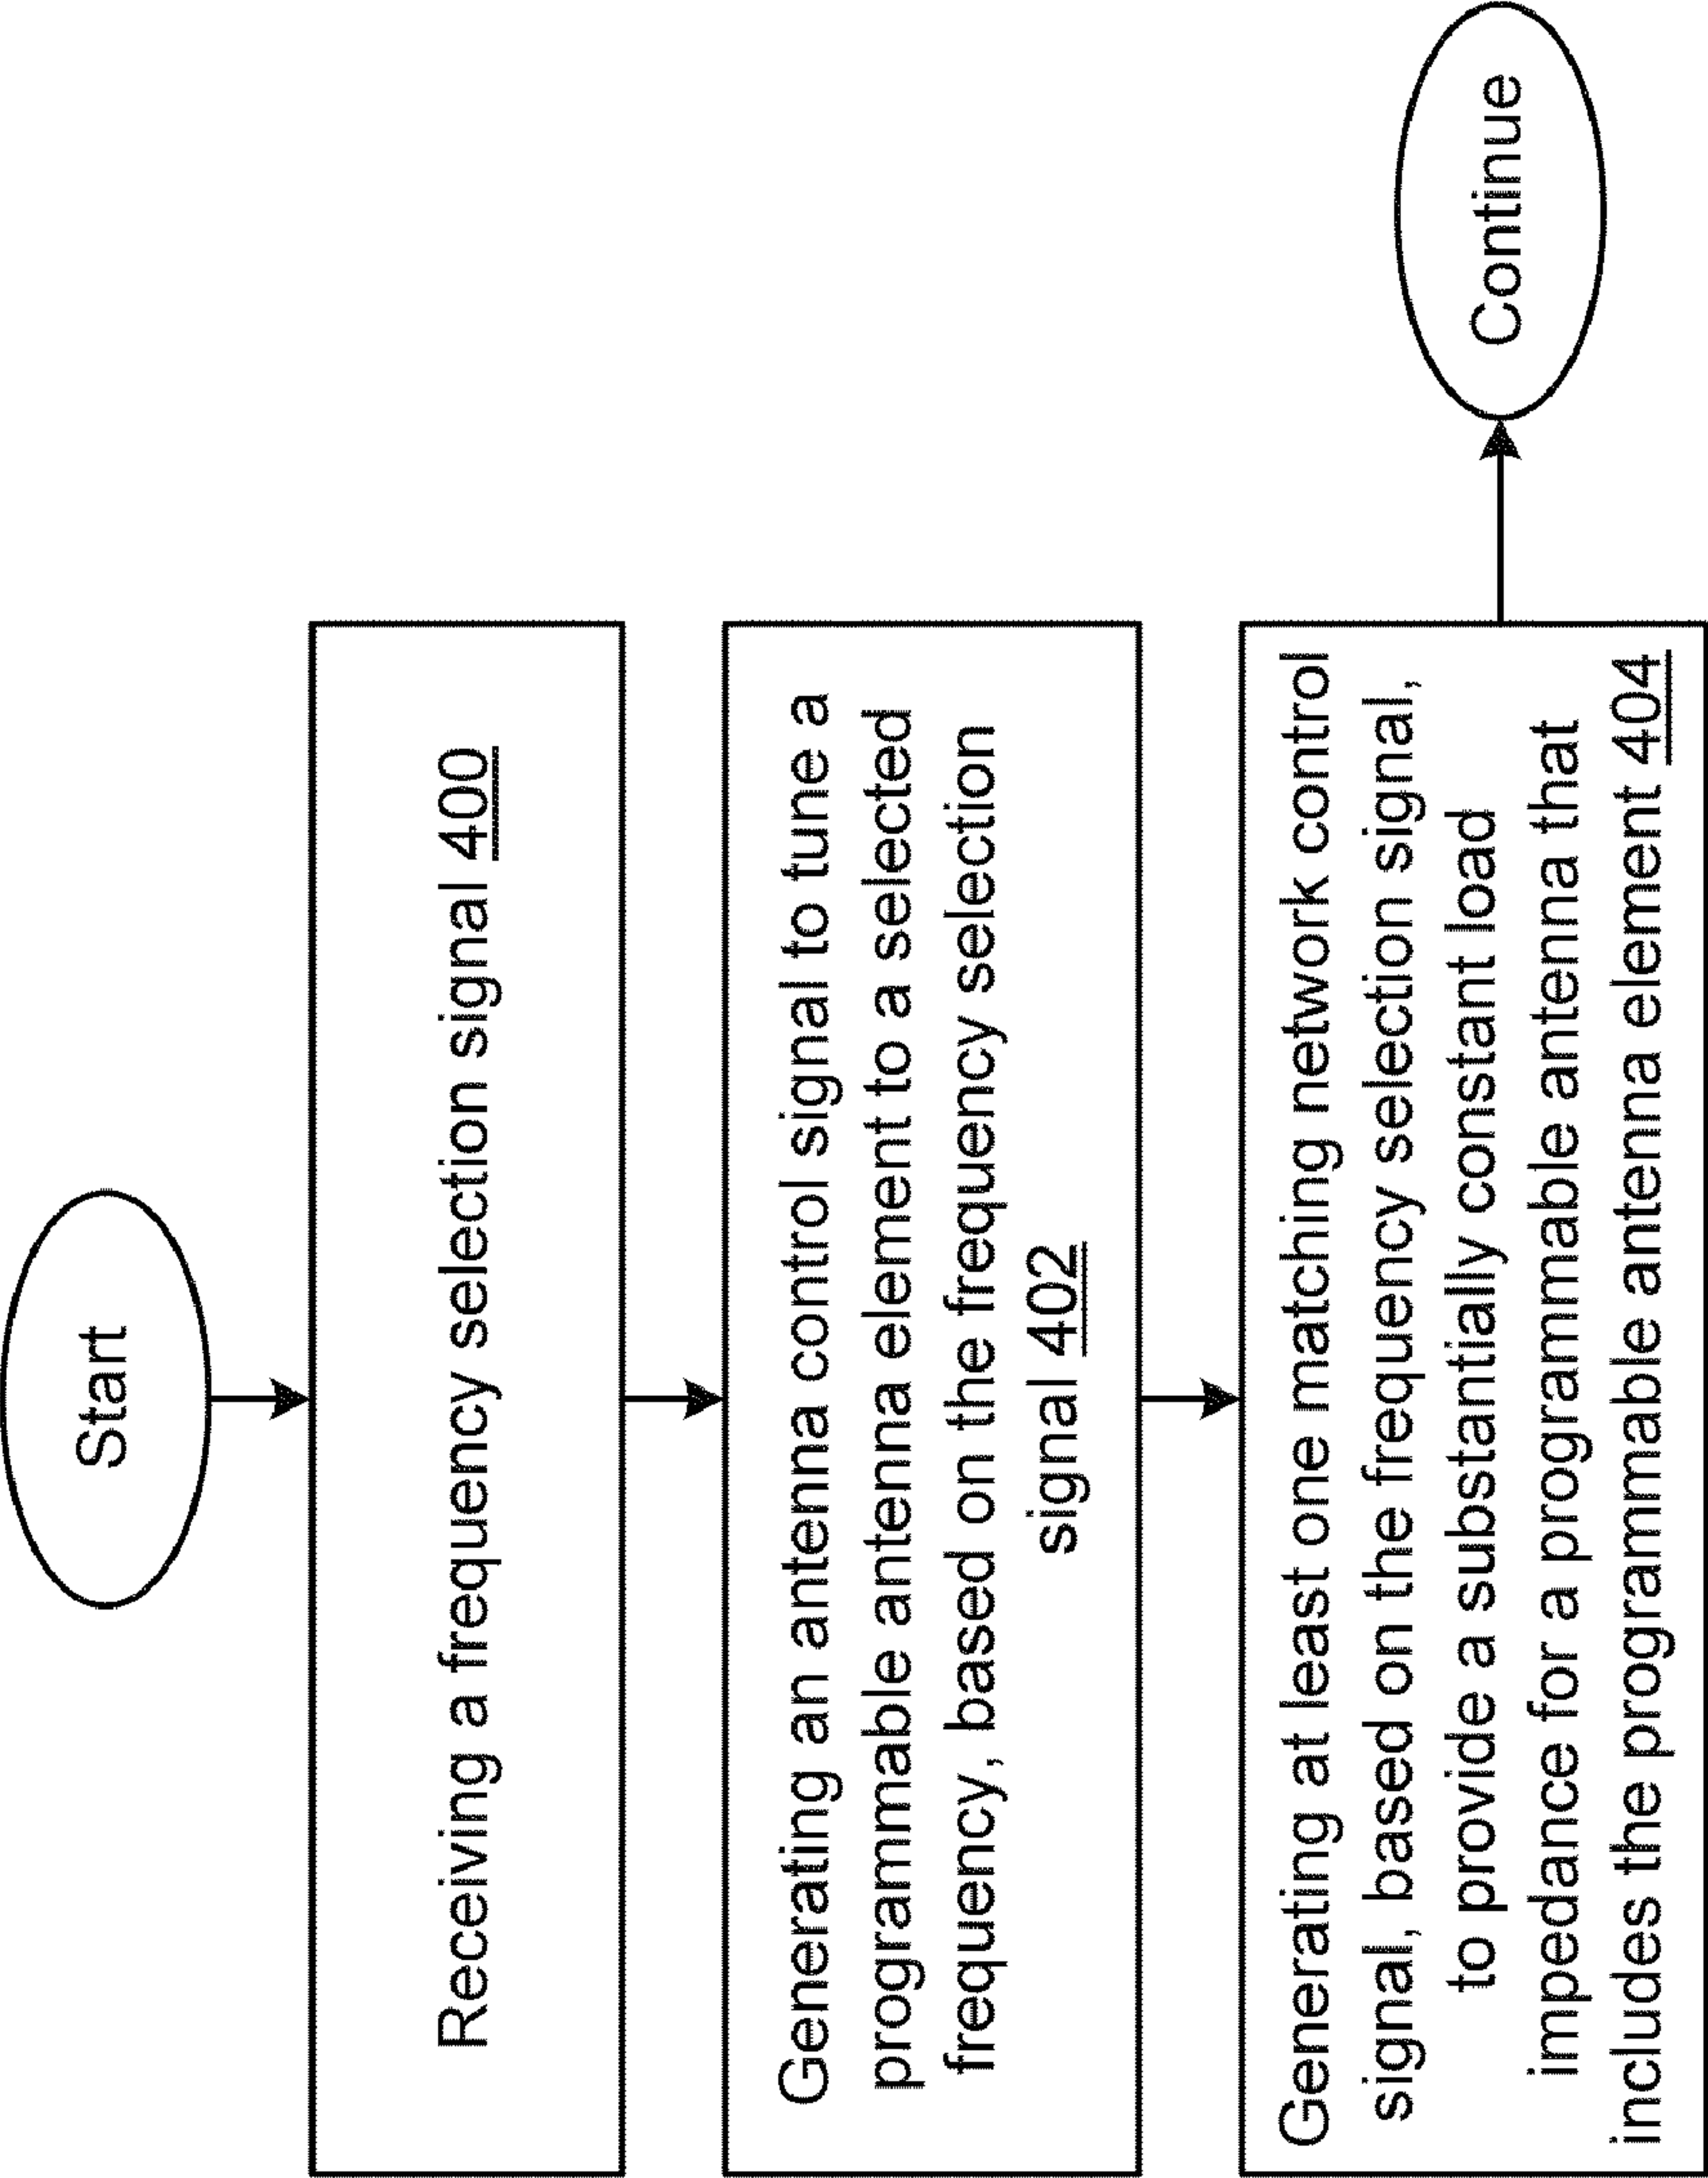 Start
Receiving a frequency selection signal 400
Generating an antenna control signal to tune a
programmable antenna element to a selected
frequency, based on the frequency selection
signal 402
Generating at least one matching network control
signal, based on the frequency selection signal,
to provide a substantially constant load
impedance for a programmable antenna that
includes the programmable antenna element 404
Continue